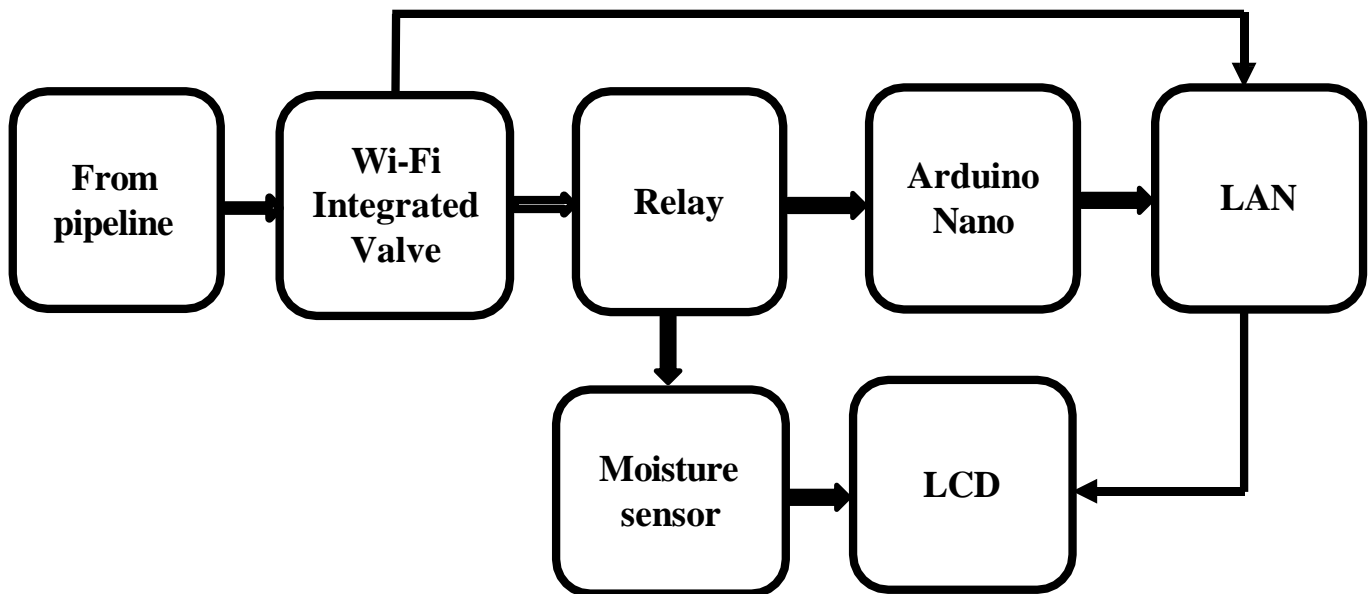 From
pipeline
Wi-Fi
Integrated
Valve
Relay
Arduino
Nano
LAN
Moisture
sensor
LCD